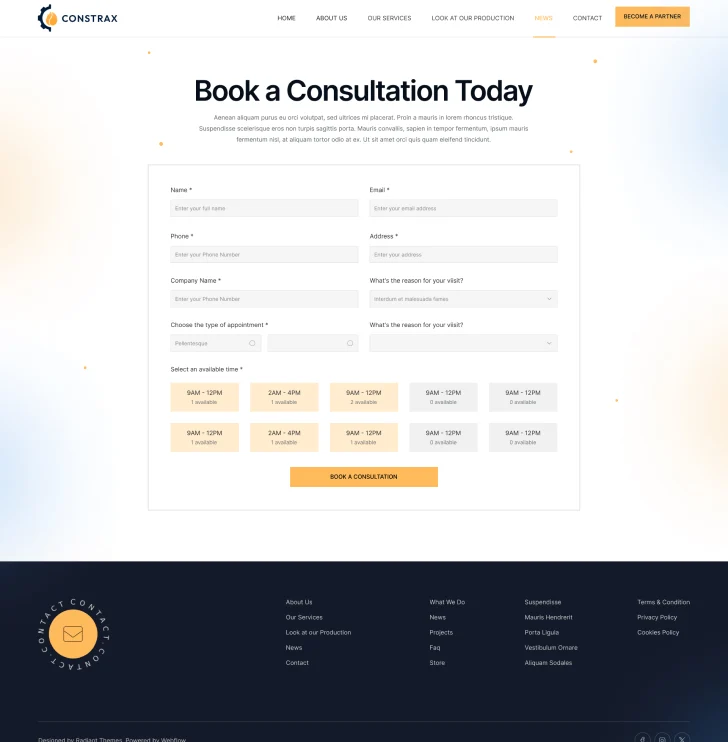 CONSTRAX
HOME ABOUT US OUR SERVICES LOOK AT OUR PRODUCTION NEWS CONTACT BECOME A PARTNER
Book a Consultation Today
Aenean aliquam purus eu orci volutpat, sed ultrices mi placerat. Proin a mauris in lorem rhoncus tristique.
Suspendisse scelerisque eros non turpis sagittis porta. Mauris convallis, sapien in tempor fermentum, ipsum mauris
fermentum nisl, at aliquam tortor odio at ex. Ut sit amet orci quis quam eleifend tincidunt.
Name * Email *
Enter your full name Enter your email address
Phone * Address *
Enter your Phone Number Enter your address
Company Name * What's the reason for your viisit?
Enter your Phone Number Interdum et malesuada fames
Choose the type of appointment * What's the reason for your viisit?
Pellentesque
Select an available time *
9AM - 12PM 2AM - 4PM 9AM - 12PM 9AM - 12PM 9AM - 12PM
1 available 1 available 2 available 0 available 0 available
9AM - 12PM 2AM - 4PM 9AM - 12PM 9AM - 12PM 9AM - 12PM
1 available 1 available 1 available 0 available 0 available
BOOK A CONSULTATION
CONTACT. CONTACT. CONTACT.
About Us What We Do Suspendisse Terms & Condition
Our Services News Mauris Hendrerit Privacy Policy
Look at our Production Projects Porta Ligula Cookies Policy
News Faq Vestibulum Ornare
Contact Store Aliquam Sodales
Designed by Radiant Themes. Powered by Webflow